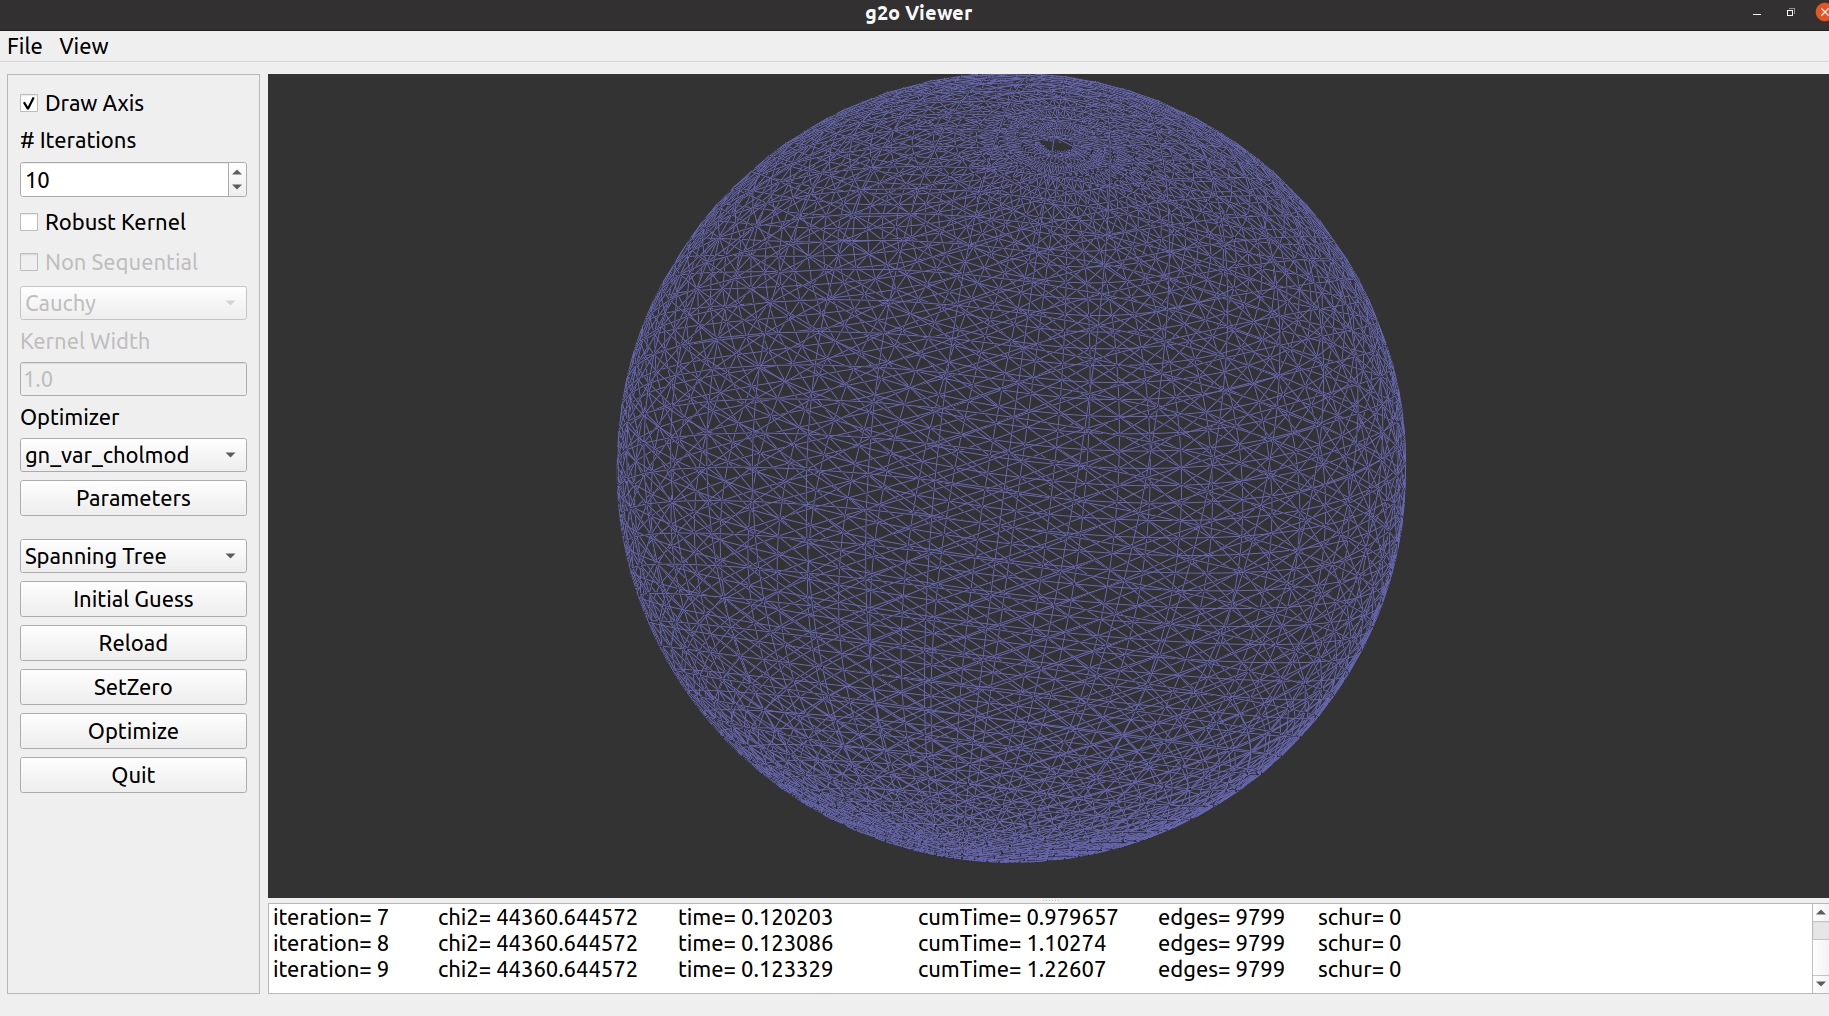 g2o Viewer
File View
Draw Axis
# Iterations
10
Robust Kernel
Non Sequential
Cauchy
Kernel Width
1.0
Optimizer
gn_var_cholmod
Parameters
Spanning Tree
Initial Guess
Reload
SetZero
Optimize
Quit
iteration= 7 chi2= 44360.644572 time= 0.120203 cumTime= 0.979657 edges= 9799 schur= 0
iteration= 8 chi2= 44360.644572 time= 0.123086 cumTime= 1.10274 edges= 9799 schur= 0
iteration= 9 chi2= 44360.644572 time= 0.123329 cumTime= 1.22607 edges= 9799 schur= 0